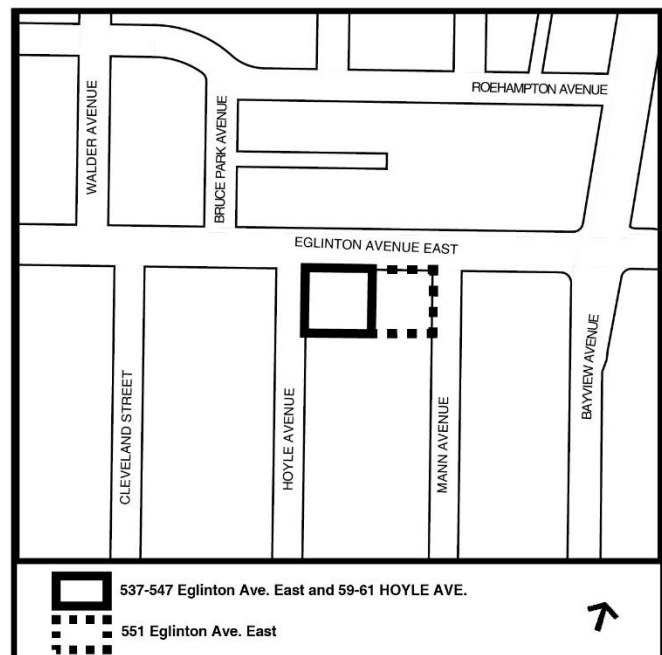 ROEHAMPTON AVENUE
WALDER AVENUE
BRUCE PARK AVENUE
EGLINTON AVENUE EAST
CLEVELAND STREET
HOYLE AVENUE
MANN AVENUE
BAYVIEW AVENUE
537-547 Eglinton Ave. East and 59-61 HOYLE AVE.
551 Eglinton Ave. East